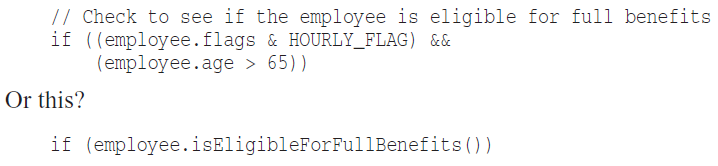 // Check to see if the employee is eligible for full benefits
if ((employee.flags & HOURLY_FLAG) &&
(employee.age > 65))
Or this?
if (employee.isEligibleForFullBenefits())